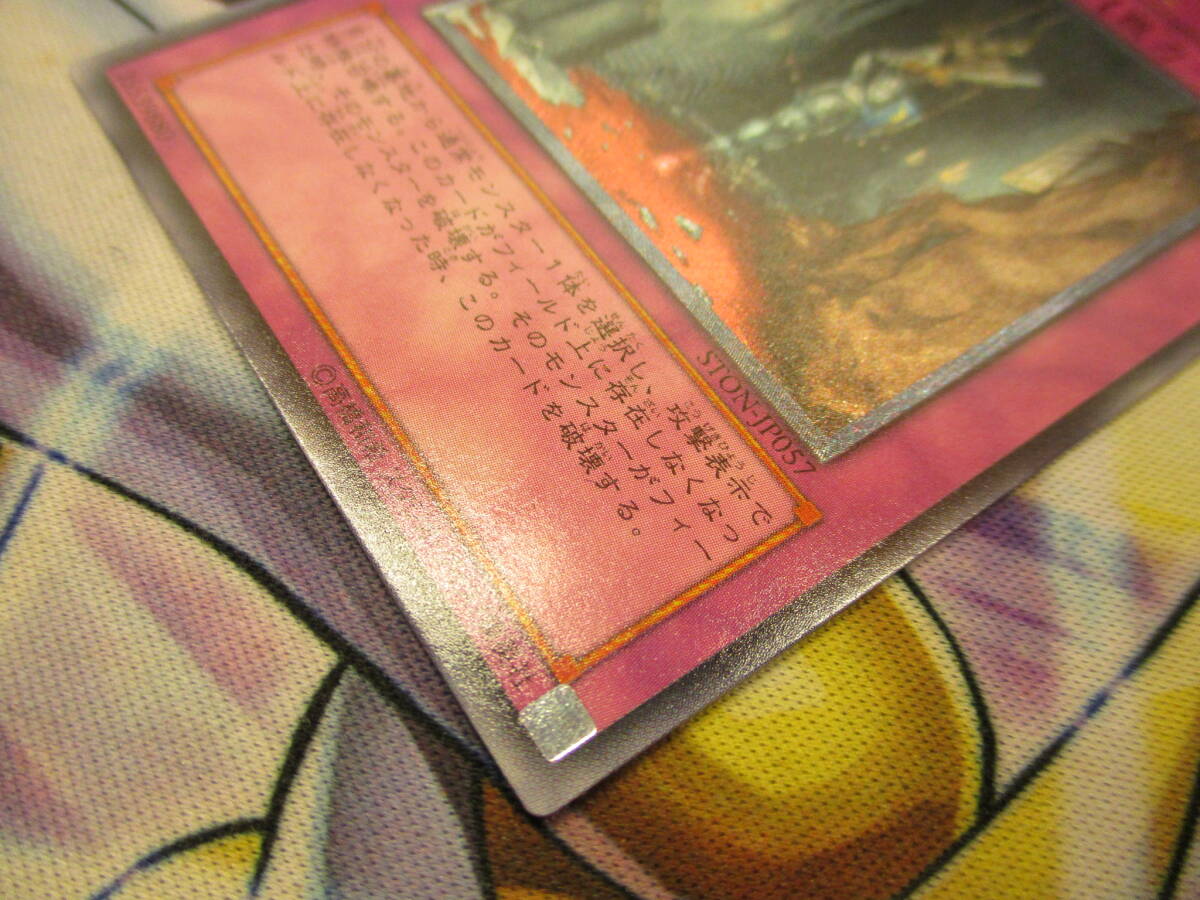 STON-JP057
自分の墓地から通常モンスター1体を選択し、攻撃表示で
特殊召喚する。このカードがフィールド上に存在しなくなっ
た時、そのモンスターを破壊する。そのモンスターがフィー
ルド上に存在しなくなった時、このカードを破壊する。